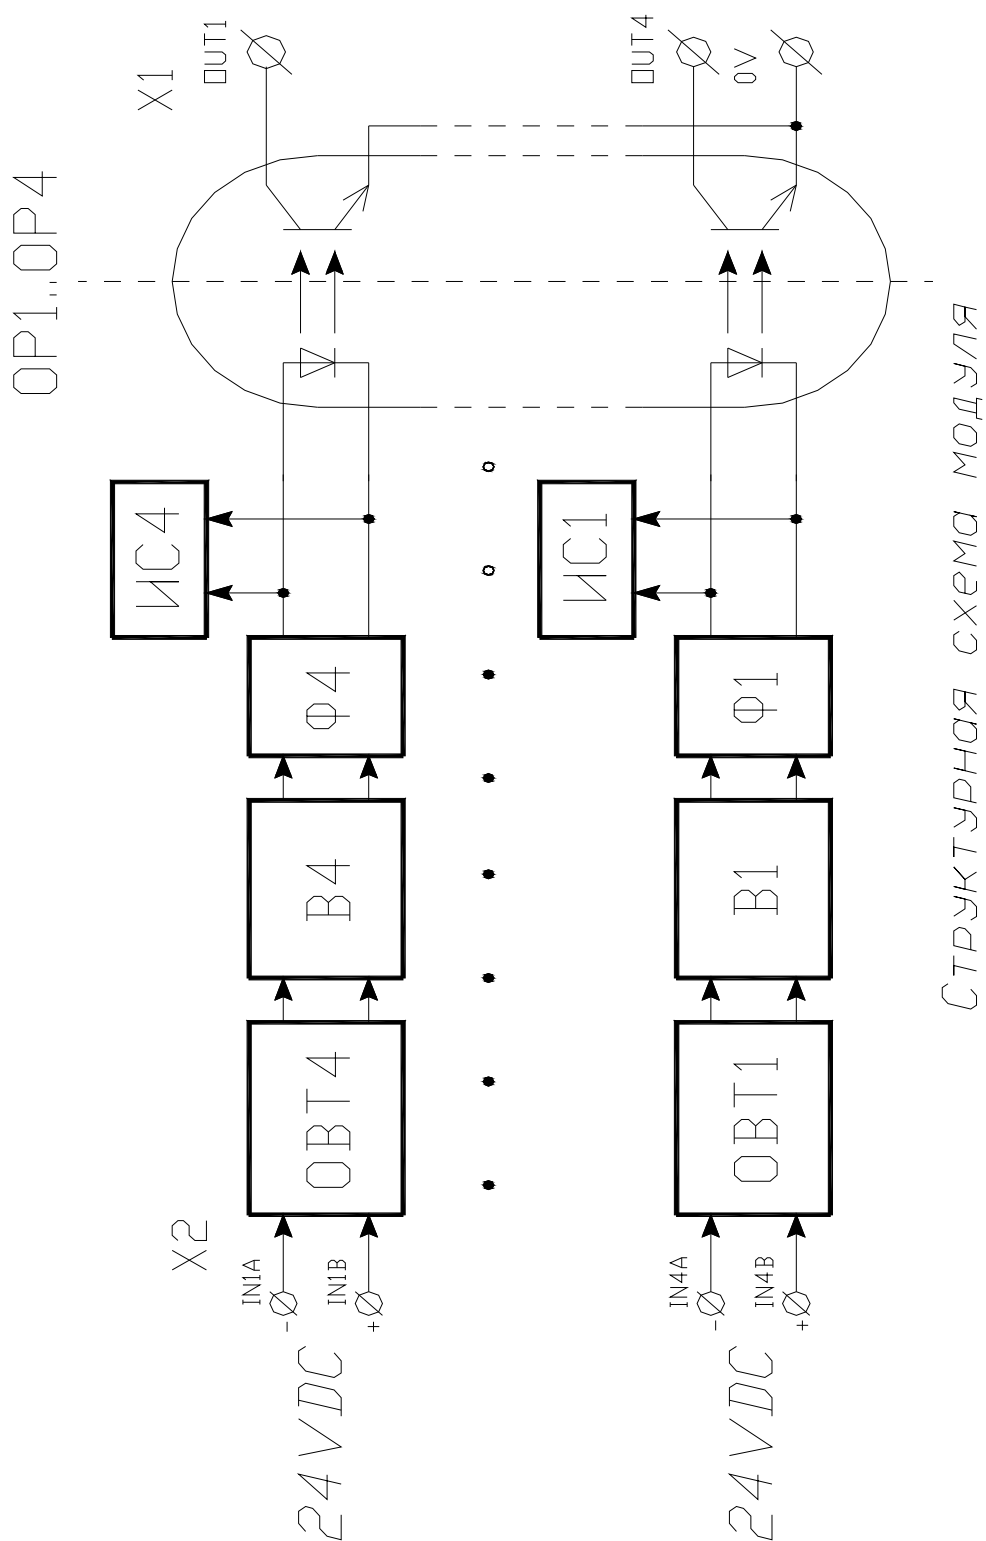 OP1..OP4
X1
OUT1
ИС4
X2
IN1A
-
IN1B
+
24VDC
ОВТ4
В4
Ф4
OUT4
0V
ИС1
IN4A
-
IN4B
+
24VDC
ОВТ1
В1
Ф1
Структурная схема модуля